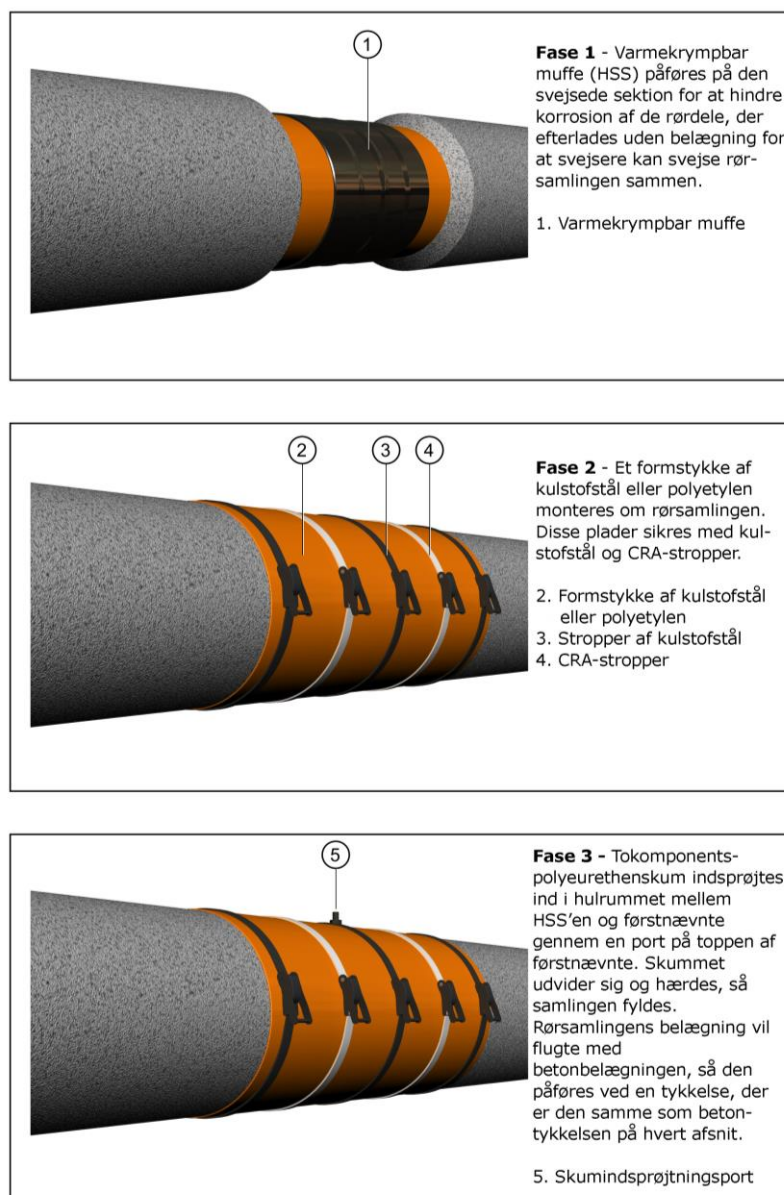 1
Fase 1 - Varmekrympbar
muffe (HSS) påføres på den
svejsede sektion for at hindre
korrosion af de rørdele, der
efterlades uden belægning for
at svejsere kan svejse rør-
samlingen sammen.
1. Varmekrympbar muffe
2
3
4
Fase 2 - Et formstykke af
kulstofstål eller polyetylen
monteres om rørsamlingen.
Disse plader sikres med kul-
stofstål og CRA-stropper.
2. Formstykke af kulstofstål
eller polyetylen
3. Stropper af kulstofstål
4. CRA-stropper
5
Fase 3 - Tokomponents-
polyeurethenskum indsprøjtes
ind i hulrummet mellem
HSS'en og førstnævnte
gennem en port på toppen af
førstnævnte. Skummet
udvider sig og hærdes, så
samlingen fyldes.
Rørsamlingens belægning vil
flugte med
betonbelægningen, så den
påføres ved en tykkelse, der
er den samme som beton-
tykkelsen på hvert afsnit.
5. Skumindsprøjtningsport